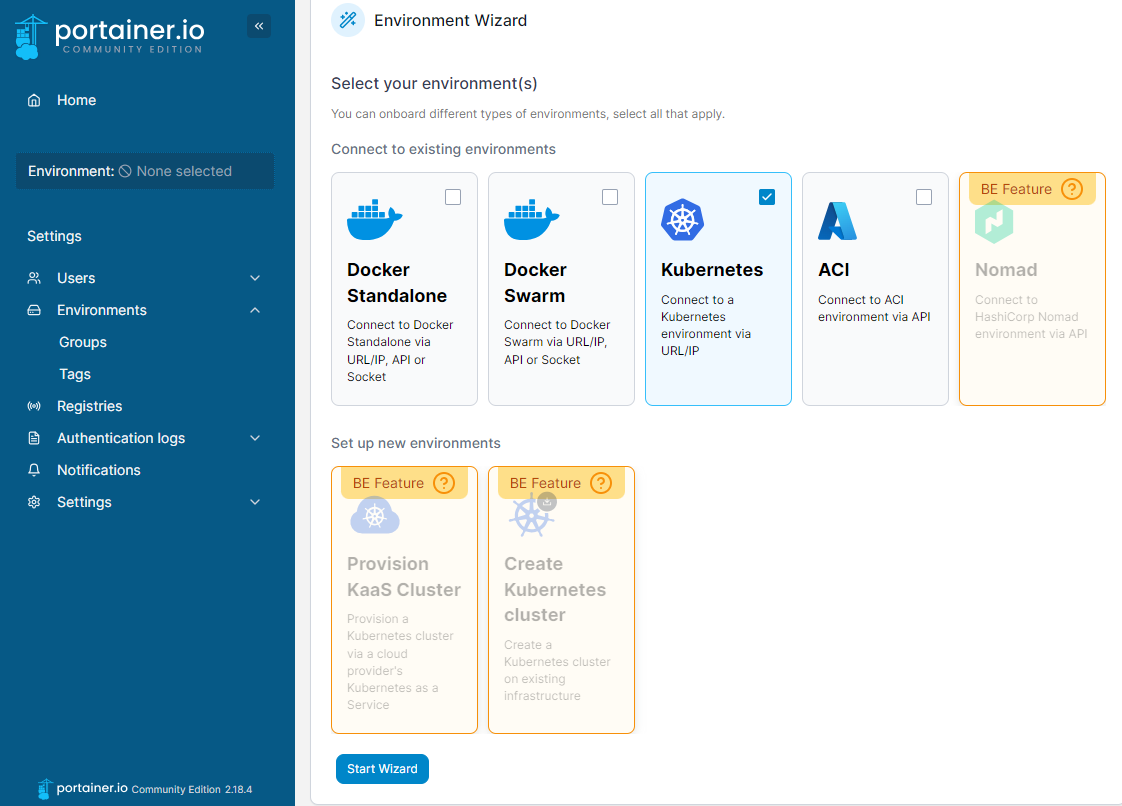 portainer.io
COMMUNITY EDITION
«
Home
Environment: None selected
Settings
Users
Environments
Groups
Tags
Registries
Authentication logs
Notifications
Settings
portainer.io Community Edition 2.18.4
Environment Wizard
Select your environment(s)
You can onboard different types of environments, select all that apply.
Connect to existing environments
Docker
Standalone
Connect to Docker
Standalone via
URL/IP, API or
Socket
Docker
Swarm
Connect to Docker
Swarm via URL/IP,
API or Socket
Kubernetes
Connect to a
Kubernetes
environment via
URL/IP
ACI
Connect to ACI
environment via API
BE Feature ?
Nomad
Connect to
HashiCorp Nomad
environment via API
Set up new environments
BE Feature ?
Provision
KaaS Cluster
Provision a
Kubernetes cluster
via a cloud
provider's
Kubernetes as a
Service
BE Feature ?
Create
Kubernetes
cluster
Create a
Kubernetes cluster
on existing
infrastructure
Start Wizard